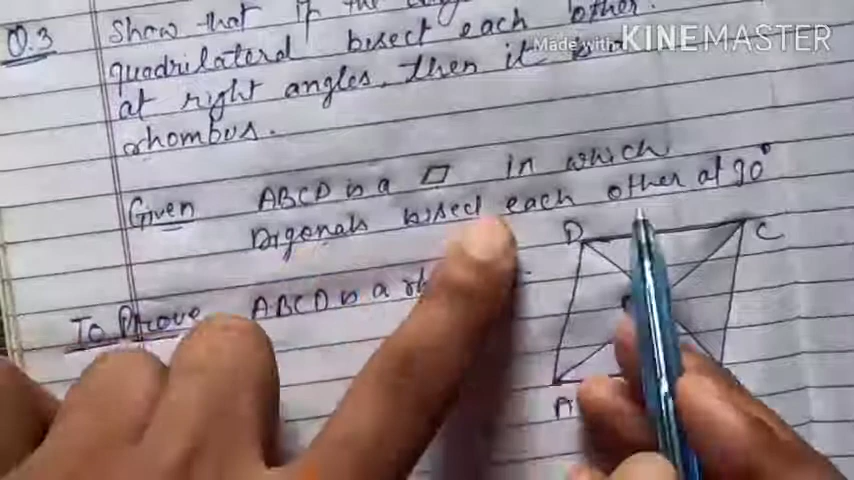 Q.3 Show that if the
quadrilateral bisect each other
at right angles, then it
rhombus.
Made with KINEMASTER
Given ABCD is a ▱ in which
Digonals bisect each other at 90°
To Prove ABCD is a
D
C
A